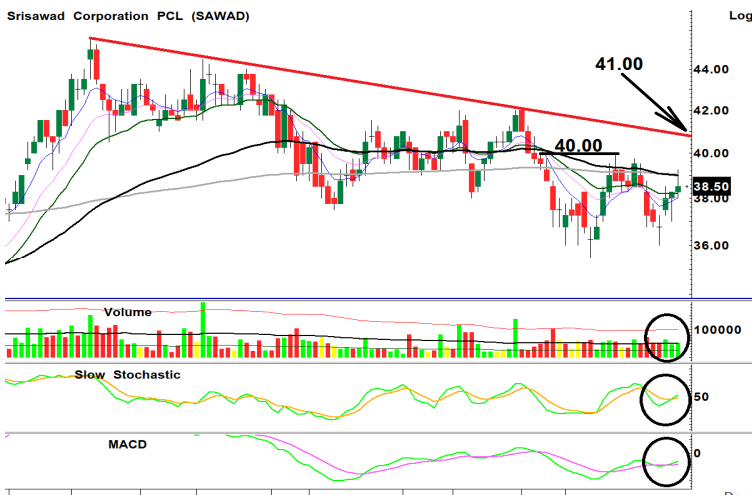 Srisawad Corporation PCL (SAWAD)
Log
41.00
44.00
42.00
40.00
40.00
38.50
38.00
36.00
Volume
100000
Slow Stochastic
50
MACD
0